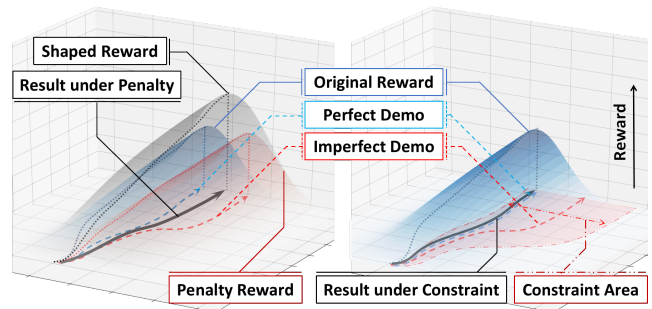 Shaped Reward
Result under Penalty
Original Reward
Perfect Demo
Imperfect Demo
Reward
Penalty Reward
Result under Constraint
Constraint Area